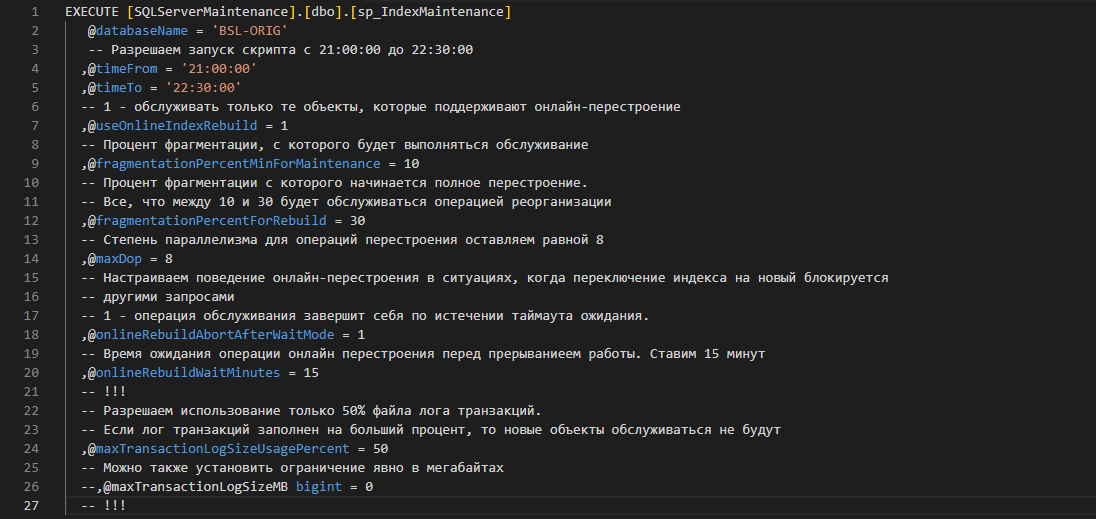 1 EXECUTE [SQLServerMaintenance].[dbo].[sp_IndexMaintenance]
2 @databaseName = 'BSL-ORIG'
3 -- Разрешаем запуск скрипта с 21:00:00 до 22:30:00
4 ,@timeFrom = '21:00:00'
5 ,@timeTo = '22:30:00'
6 -- 1 - обслуживать только те объекты, которые поддерживают онлайн-перестроение
7 ,@useOnlineIndexRebuild = 1
8 -- Процент фрагментации, с которого будет выполняться обслуживание
9 ,@fragmentationPercentMinForMaintenance = 10
10 -- Процент фрагментации с которого начинается полное перестроение.
11 -- Все, что между 10 и 30 будет обслуживаться операцией реорганизации
12 ,@fragmentationPercentForRebuild = 30
13 -- Степень параллелизма для операций перестроения оставляем равной 8
14 ,@maxDop = 8
15 -- Настраиваем поведение онлайн-перестроения в ситуациях, когда переключение индекса на новый блокируется
16 -- другими запросами
17 -- 1 - операция обслуживания завершит себя по истечении таймаута ожидания.
18 ,@onlineRebuildAbortAfterWaitMode = 1
19 -- Время ожидания операции онлайн перестроения перед прерываниеем работы. Ставим 15 минут
20 ,@onlineRebuildWaitMinutes = 15
21 -- !!!
22 -- Разрешаем использование только 50% файла лога транзакций.
23 -- Если лог транзакций заполнен на больший процент, то новые объекты обслуживаться не будут
24 ,@maxTransactionLogSizeUsagePercent = 50
25 -- Можно также установить ограничение явно в мегабайтах
26 --,@maxTransactionLogSizeMB bigint = 0
27 -- !!!